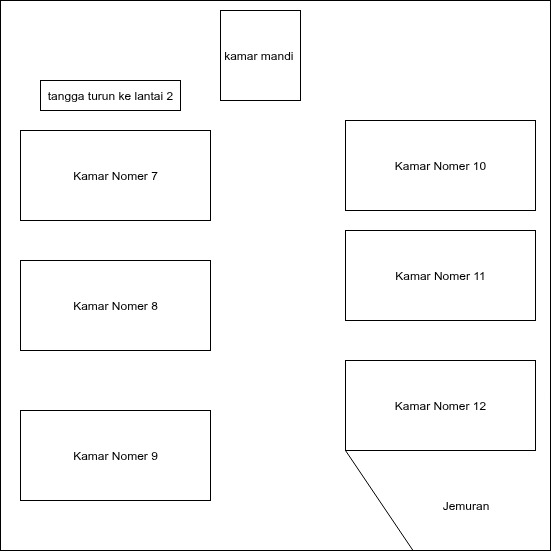 kamar mandi
tangga turun ke lantai 2
Kamar Nomer 7
Kamar Nomer 10
Kamar Nomer 11
Kamar Nomer 8
Kamar Nomer 12
Kamar Nomer 9
Jemuran